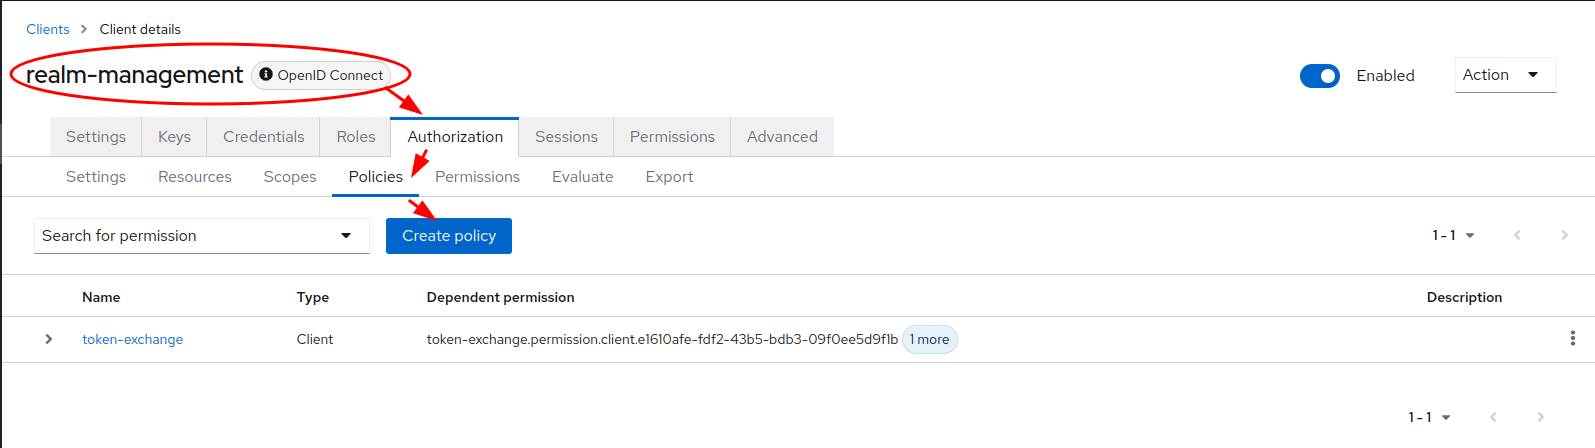 Clients > Client details
realm-management OpenID Connect Enabled Action
Settings Keys Credentials Roles Authorization Sessions Permissions Advanced
Settings Resources Scopes Policies Permissions Evaluate Export
Search for permission Create policy 1 - 1
Name Type Dependent permission Description
token-exchange Client token-exchange.permission.client.e1610afe-fdf2-43b5-bdb3-09f0ee5d9f1b 1 more
1 - 1